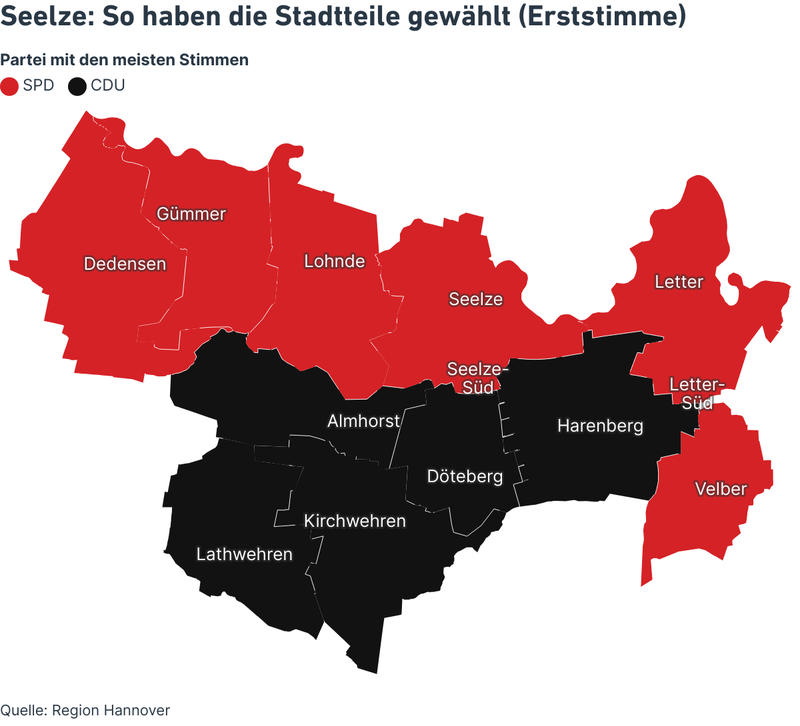 Seelze: So haben die Stadtteile gewählt (Erststimme)
Partei mit den meisten Stimmen
SPD CDU
Gümmer
Dedensen
Lohnde
Letter
Seelze
Seelze-
Süd
Letter-
Süd
Almhorst
Harenberg
Döteberg
Velber
Kirchwehren
Lathwehren
Quelle: Region Hannover